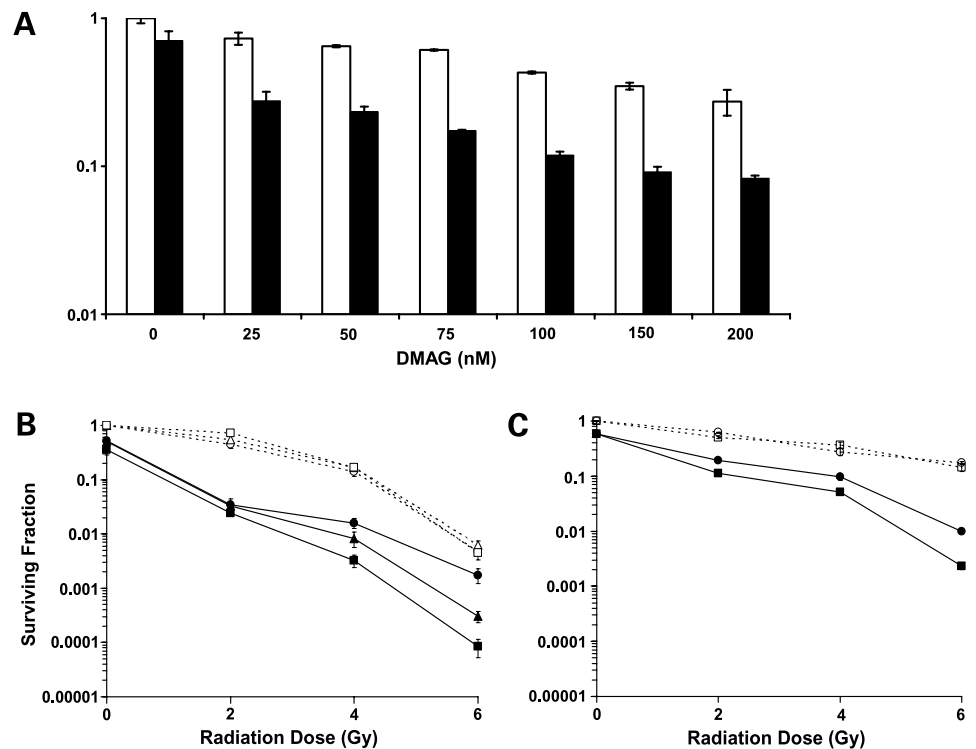 A
1
0.1
0.01
0 25 50 75 100 150 200
DMAG (nM)
B
Surviving Fraction
1
0.1
0.01
0.001
0.0001
0.00001
0 2 4 6
Radiation Dose (Gy)
C
1
0.1
0.01
0.001
0.0001
0.00001
0 2 4 6
Radiation Dose (Gy)